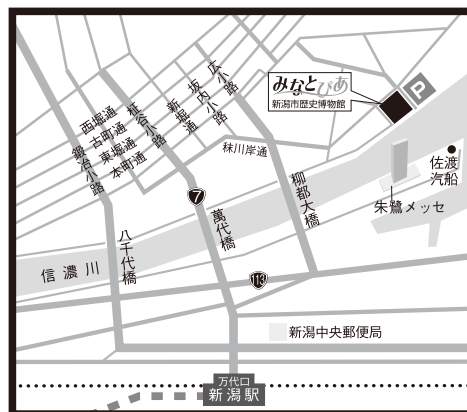 みなとぴあ
新潟市歴史博物館
P
広小路
坂内小路
新堀通
柾谷小路
西堀通
古町通
東堀通
本町通
鍛冶小路
秣川岸通
佐渡
汽船
朱鷺メッセ
7
柳都大橋
萬代橋
八千代橋
信濃川
113
新潟中央郵便局
万代口
新潟駅